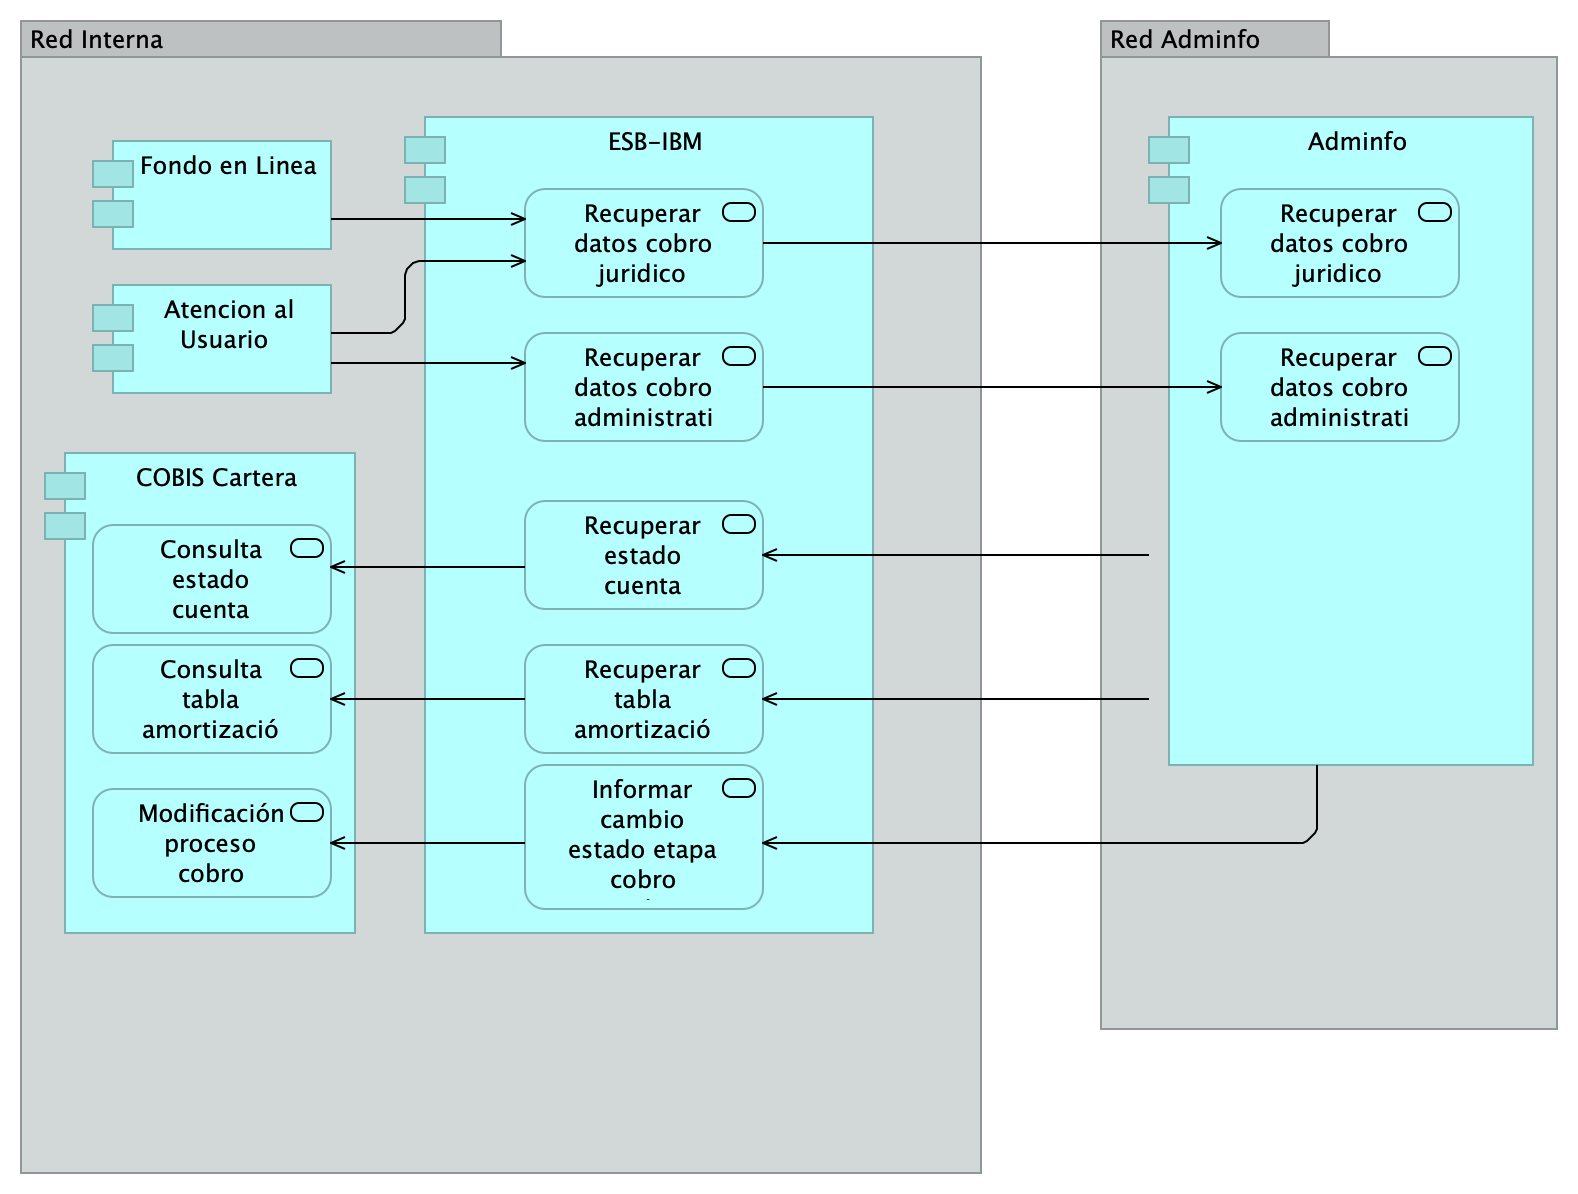 Red Interna
Fondo en Linea
Atencion al
Usuario
COBIS Cartera
Consulta
estado
cuenta
Consulta
tabla
amortizació
Modificación
proceso
cobro
ESB-IBM
Recuperar
datos cobro
juridico
Recuperar
datos cobro
administrati
Recuperar
estado
cuenta
Recuperar
tabla
amortizació
Informar
cambio
estado etapa
cobro
Red Adminfo
Adminfo
Recuperar
datos cobro
juridico
Recuperar
datos cobro
administrati